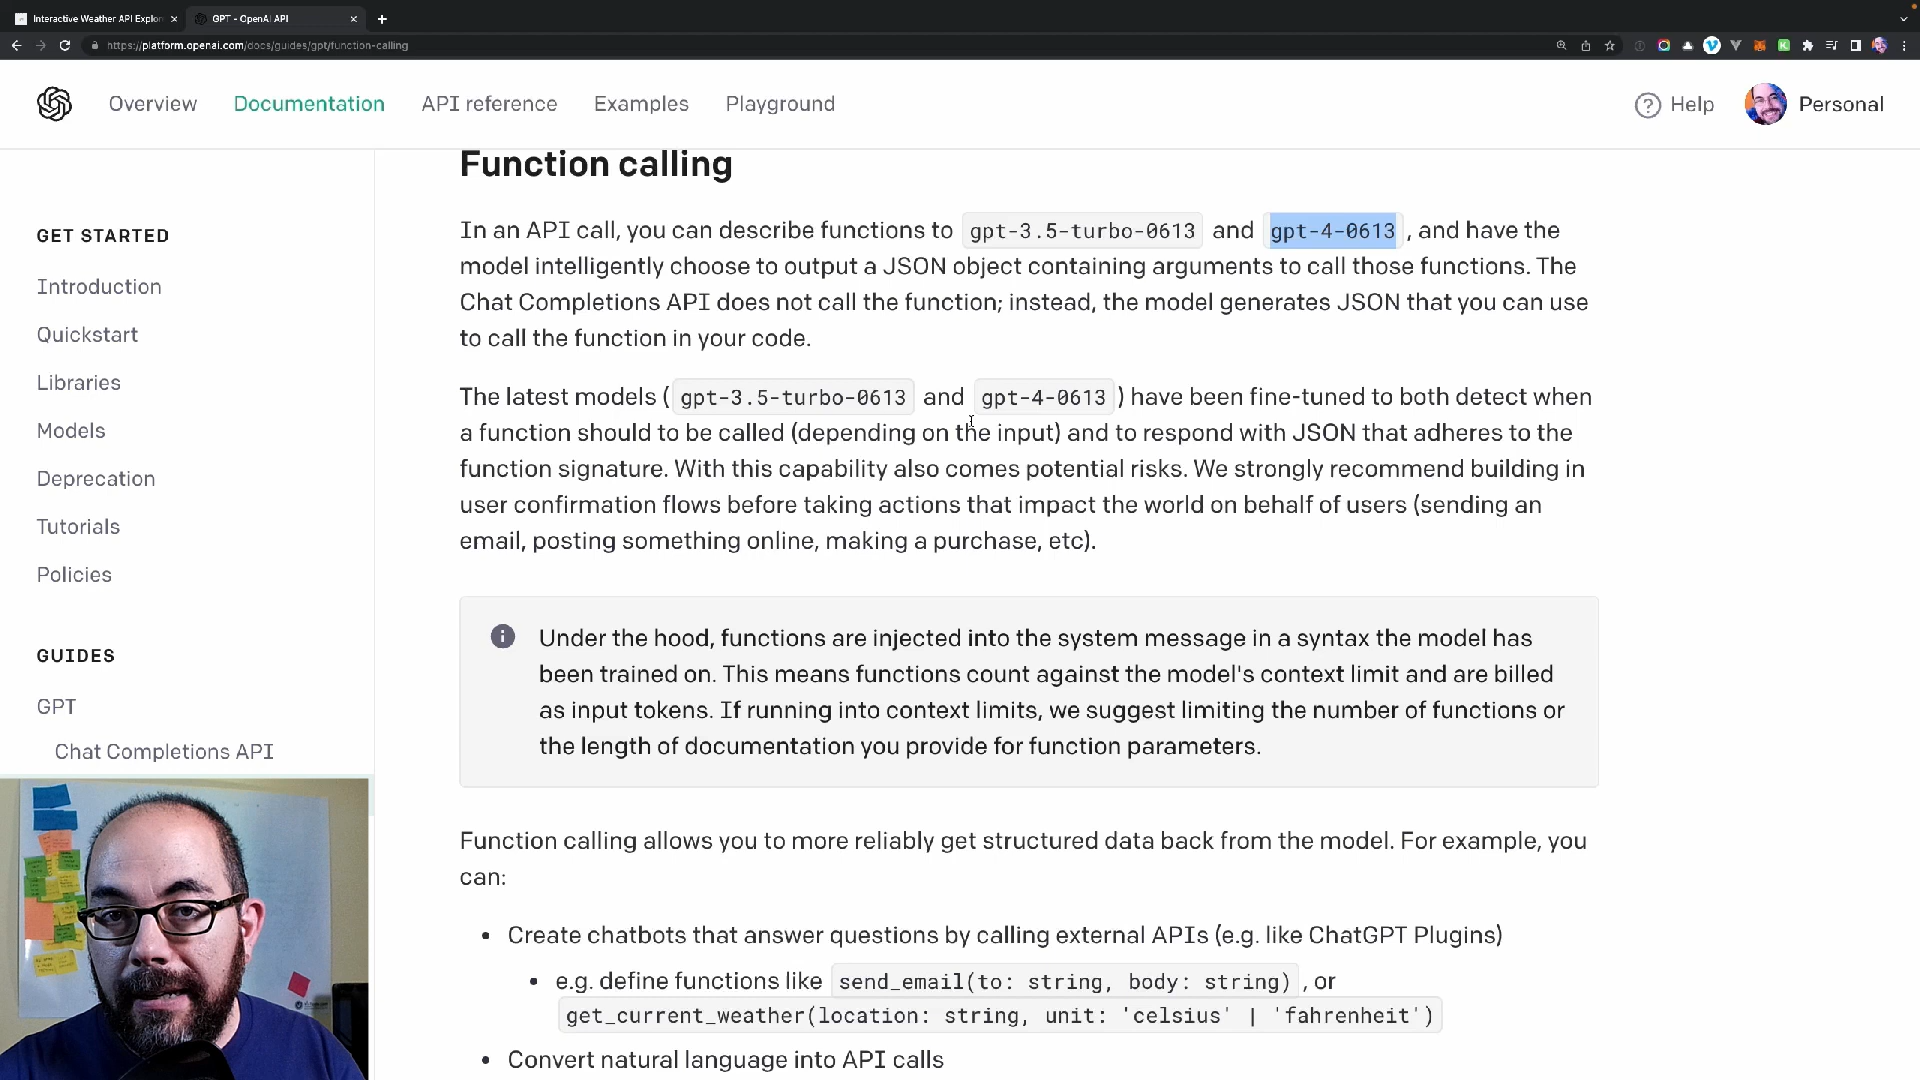 Interactive Weather API Explor
GPT - OpenAI API
https://platform.openai.com/docs/guides/gpt/function-calling
Overview
Documentation
API reference
Examples
Playground
Help
Personal
GET STARTED
Introduction
Quickstart
Libraries
Models
Deprecation
Tutorials
Policies
GUIDES
GPT
Chat Completions API
Function calling
In an API call, you can describe functions to gpt-3.5-turbo-0613 and gpt-4-0613 , and have the
model intelligently choose to output a JSON object containing arguments to call those functions. The
Chat Completions API does not call the function; instead, the model generates JSON that you can use
to call the function in your code.
The latest models ( gpt-3.5-turbo-0613 and gpt-4-0613 ) have been fine-tuned to both detect when
a function should to be called (depending on the input) and to respond with JSON that adheres to the
function signature. With this capability also comes potential risks. We strongly recommend building in
user confirmation flows before taking actions that impact the world on behalf of users (sending an
email, posting something online, making a purchase, etc).
Under the hood, functions are injected into the system message in a syntax the model has
been trained on. This means functions count against the model's context limit and are billed
as input tokens. If running into context limits, we suggest limiting the number of functions or
the length of documentation you provide for function parameters.
Function calling allows you to more reliably get structured data back from the model. For example, you
can:
• Create chatbots that answer questions by calling external APIs (e.g. like ChatGPT Plugins)
• e.g. define functions like send_email(to: string, body: string) , or
get_current_weather(location: string, unit: 'celsius' | 'fahrenheit')
• Convert natural language into API calls